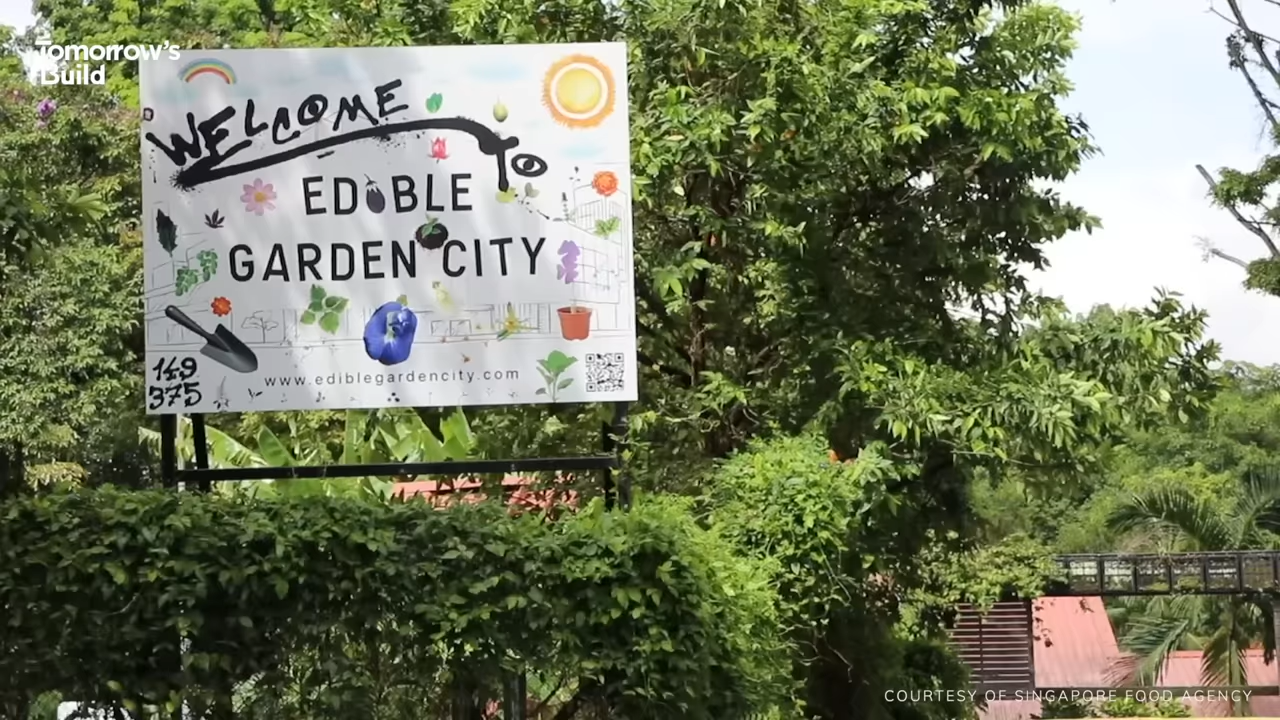 Tomorrow's
Build
WELCOME
TO
EDIBLE
GARDEN CITY
149
375
www.ediblegardencity.com
COURTESY OF SINGAPORE FOOD AGENCY